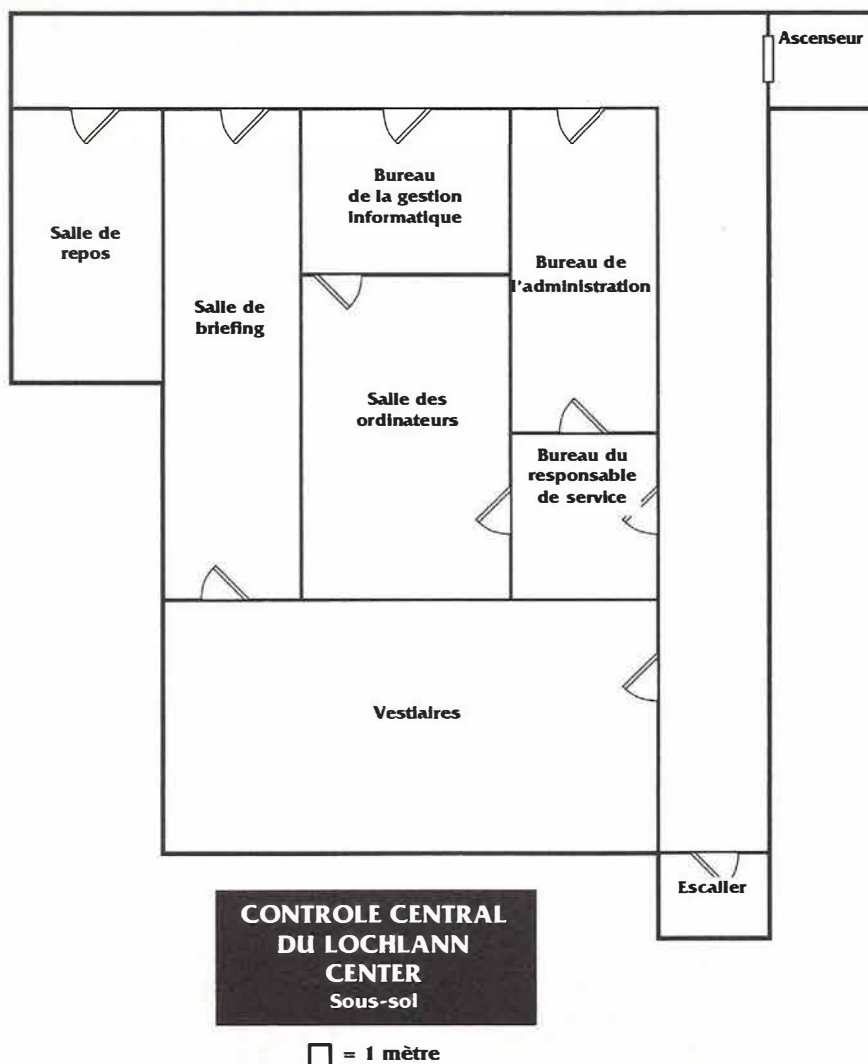 Ascenseur
Bureau
de la gestion
informatique
Salle de
repos
Bureau de
l'administration
Salle de
briefing
Salle des
ordinateurs
Bureau du
responsable
de service
Vestiaires
Escalier
CONTROLE CENTRAL
DU LOCHLANN
CENTER
Sous-sol
= 1 mètre